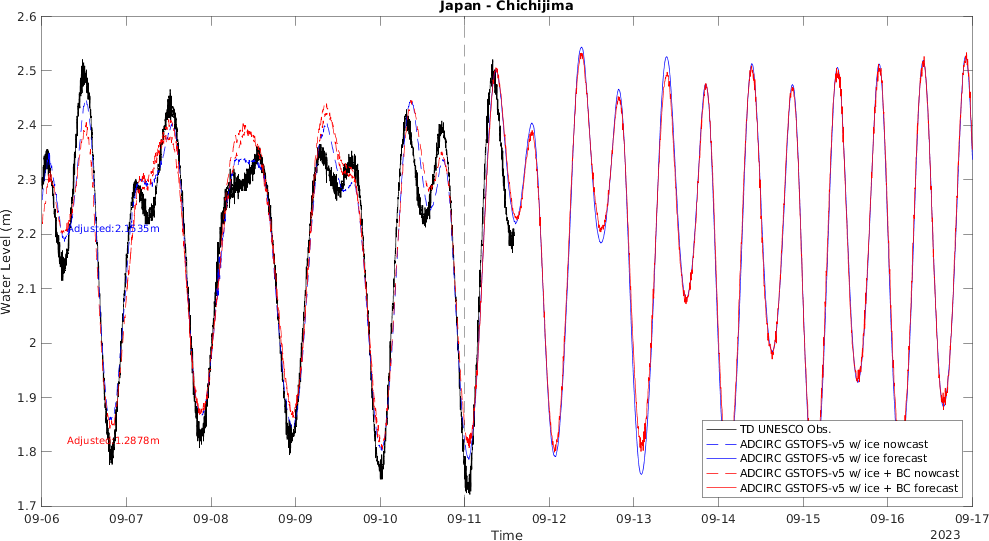 Japan - Chichijima
2.6
2.5
2.4
2.3
2.2
2.1
2
1.9
1.8
1.7
Water Level (m)
Adjusted:2.1535m
Adjusted:1.2878m
TD UNESCO Obs.
ADCIRC GSTOFS-v5 w/ ice nowcast
ADCIRC GSTOFS-v5 w/ ice forecast
ADCIRC GSTOFS-v5 w/ ice + BC nowcast
ADCIRC GSTOFS-v5 w/ ice + BC forecast
09-06 09-07 09-08 09-09 09-10 09-11 09-12 09-13 09-14 09-15 09-16 09-17
Time
2023